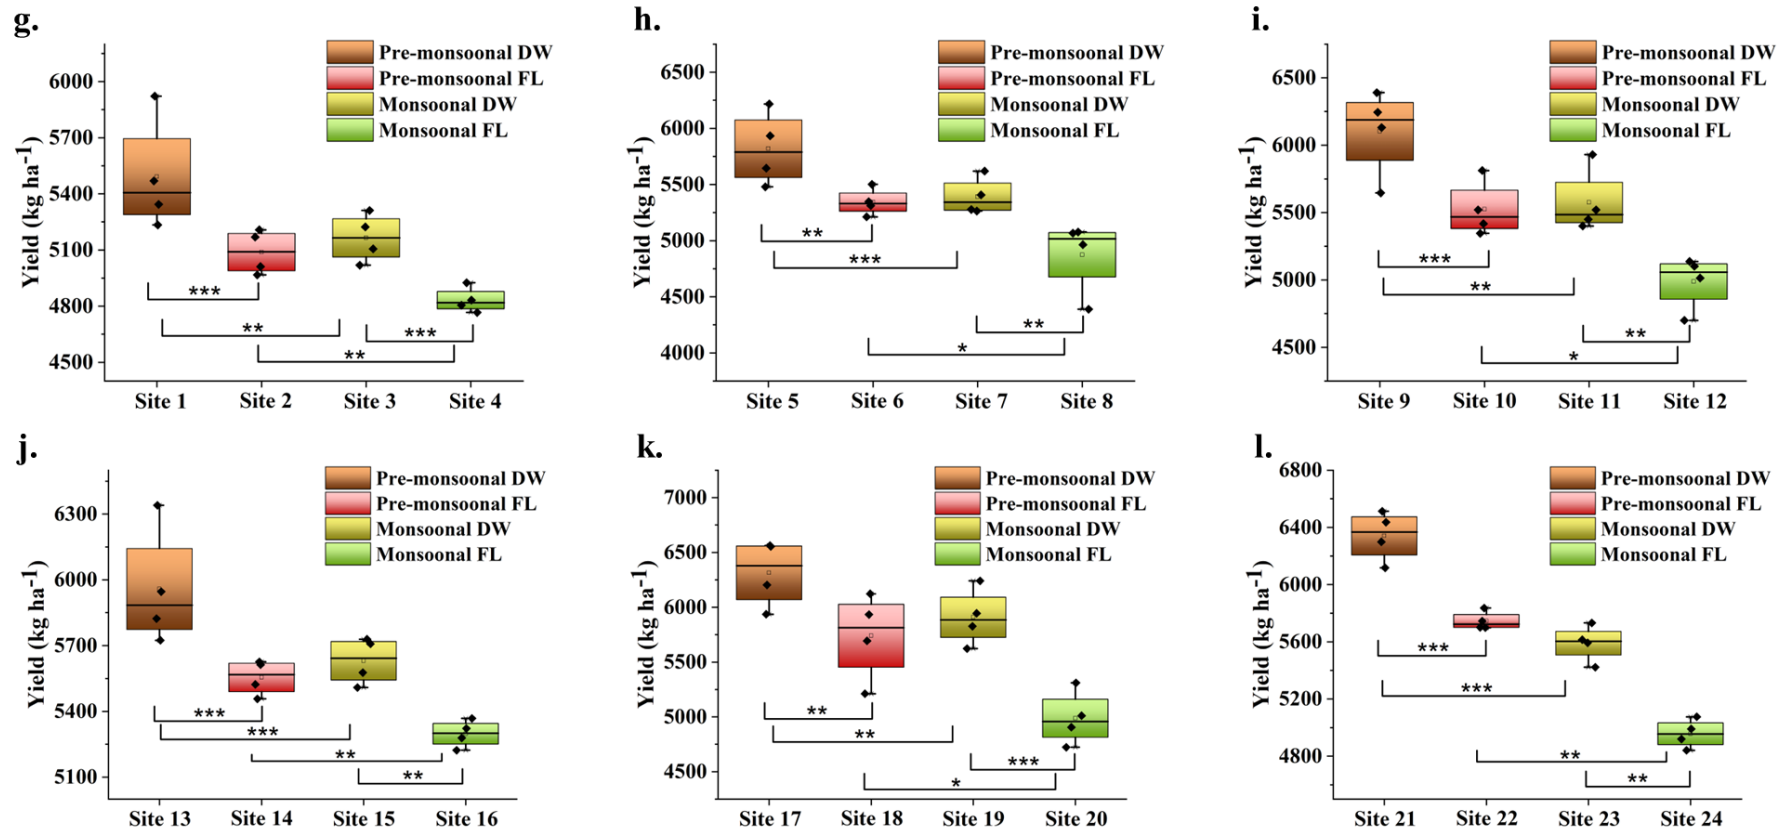 g.
Yield (kg ha-1)
6000
5700
5400
5100
4800
4500
Pre-monsoonal DW
Pre-monsoonal FL
Monsoonal DW
Monsoonal FL
***
**
***
**
Site 1 Site 2 Site 3 Site 4
h.
Yield (kg ha-1)
6500
6000
5500
5000
4500
4000
Pre-monsoonal DW
Pre-monsoonal FL
Monsoonal DW
Monsoonal FL
**
***
**
*
Site 5 Site 6 Site 7 Site 8
i.
Yield (kg ha-1)
6500
6000
5500
5000
4500
Pre-monsoonal DW
Pre-monsoonal FL
Monsoonal DW
Monsoonal FL
***
**
**
*
Site 9 Site 10 Site 11 Site 12
j.
Yield (kg ha-1)
6300
6000
5700
5400
5100
Pre-monsoonal DW
Pre-monsoonal FL
Monsoonal DW
Monsoonal FL
***
***
**
**
Site 13 Site 14 Site 15 Site 16
k.
Yield (kg ha-1)
7000
6500
6000
5500
5000
4500
Pre-monsoonal DW
Pre-monsoonal FL
Monsoonal DW
Monsoonal FL
**
**
***
*
Site 17 Site 18 Site 19 Site 20
l.
Yield (kg ha-1)
6800
6400
6000
5600
5200
4800
Pre-monsoonal DW
Pre-monsoonal FL
Monsoonal DW
Monsoonal FL
***
***
**
**
Site 21 Site 22 Site 23 Site 24